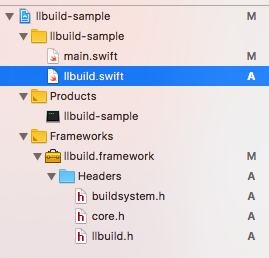 llbuild-sample M
llbuild-sample
main.swift M
llbuild.swift A
Products
llbuild-sample
Frameworks
llbuild.framework M
Headers A
buildsystem.h A
core.h A
llbuild.h A